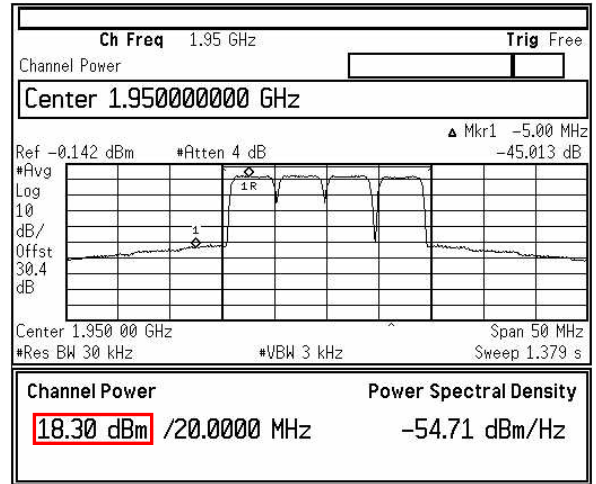 Ch Freq 1.95 GHz Trig Free
Channel Power
Center 1.950000000 GHz
Δ Mkr1 -5.00 MHz
Ref -0.142 dBm #Atten 4 dB -45.013 dB
#Avg
Log
10
dB/
Offst
30.4
dB
1R
1
Center 1.950 00 GHz Span 50 MHz
#Res BW 30 kHz #VBW 3 kHz Sweep 1.379 s
Channel Power Power Spectral Density
18.30 dBm /20.0000 MHz -54.71 dBm/Hz